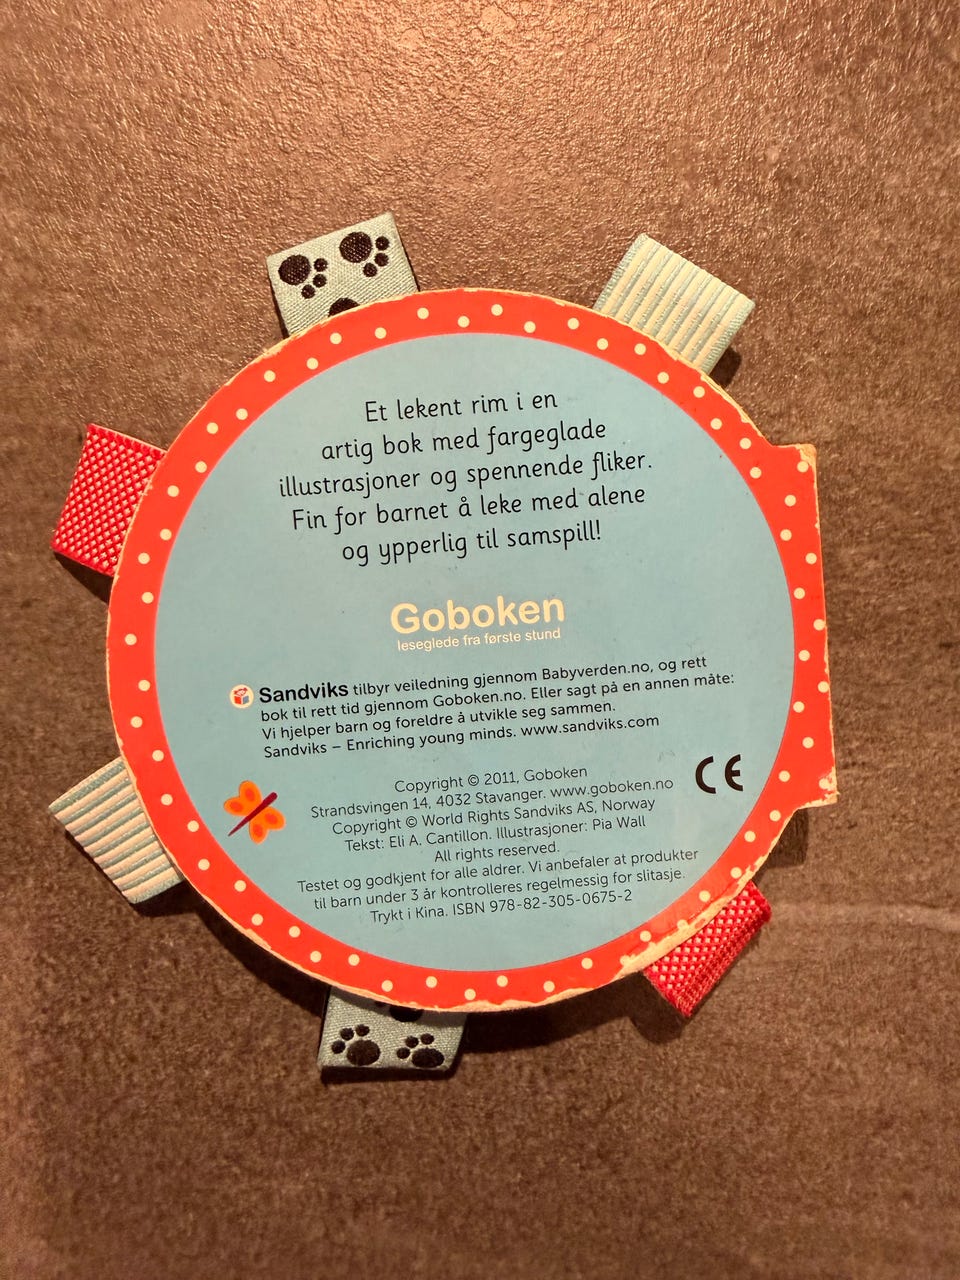 Et lekent rim i en
artig bok med fargeglade
illustrasjoner og spennende fliker.
Fin for barnet å leke med alene
og ypperlig til samspill!
Goboken
leseglede fra første stund
Sandviks tilbyr veiledning gjennom Babyverden.no, og rett
bok til rett tid gjennom Goboken.no. Eller sagt på en annen måte:
Vi hjelper barn og foreldre å utvikle seg sammen.
Sandviks – Enriching young minds. www.sandviks.com
CE
Copyright © 2011, Goboken
Strandsvingen 14, 4032 Stavanger. www.goboken.no
Copyright © World Rights Sandviks AS, Norway
Tekst: Eli A. Cantillon. Illustrasjoner: Pia Wall
All rights reserved.
Testet og godkjent for alle aldrer. Vi anbefaler at produkter
til barn under 3 år kontrolleres regelmessig for slitasje.
Trykt i Kina. ISBN 978-82-305-0675-2